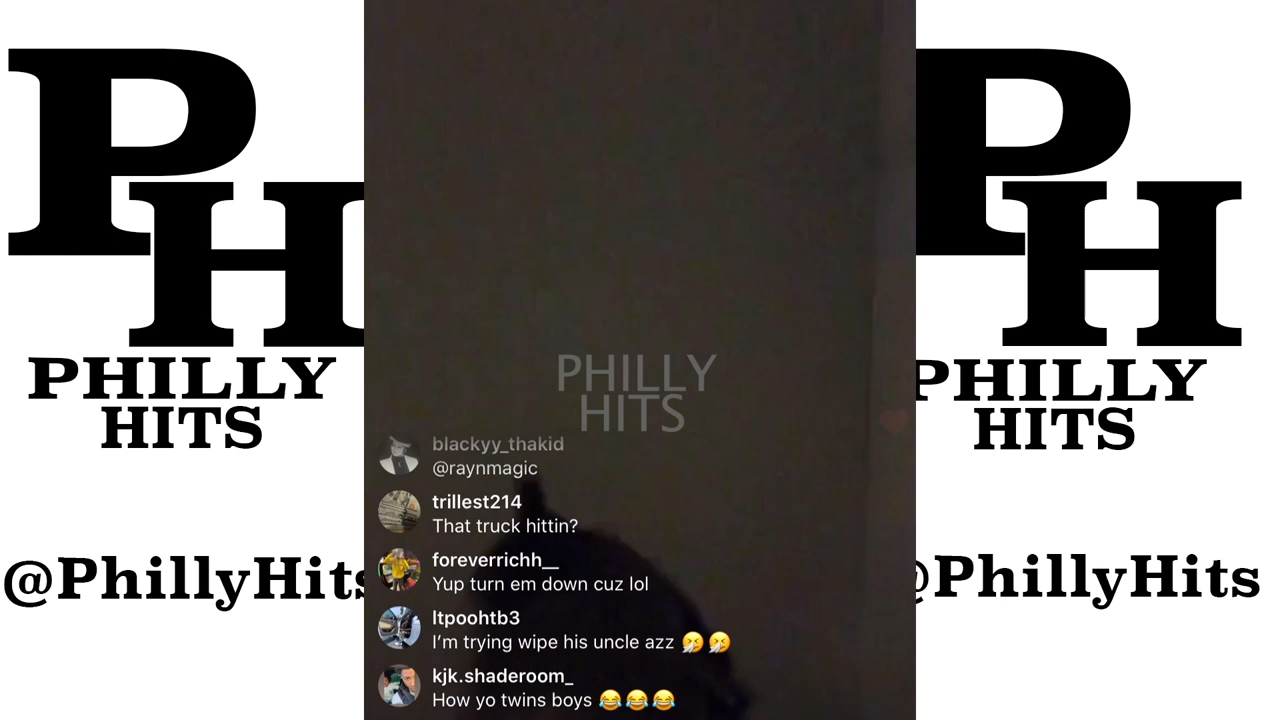 PH
PHILLY
HITS
@PhillyHits
PHILLY
HITS
blackyy_thakid
@raynmagic
trillest214
That truck hittin?
foreverrichh__
Yup turn em down cuz lol
ltpoohtb3
I’m trying wipe his uncle azz 🤧🤧
kjk.shaderoom_
How yo twins boys 😂😂😂
PH
PHILLY
HITS
@PhillyHits